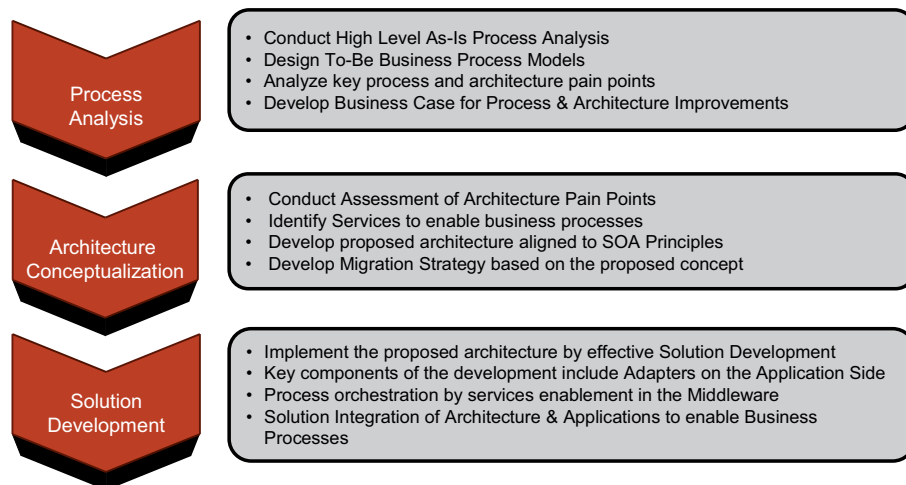 Process
Analysis
• Conduct High Level As-Is Process Analysis
• Design To-Be Business Process Models
• Analyze key process and architecture pain points
• Develop Business Case for Process & Architecture Improvements
Architecture
Conceptualization
• Conduct Assessment of Architecture Pain Points
• Identify Services to enable business processes
• Develop proposed architecture aligned to SOA Principles
• Develop Migration Strategy based on the proposed concept
Solution
Development
• Implement the proposed architecture by effective Solution Development
• Key components of the development include Adapters on the Application Side
• Process orchestration by services enablement in the Middleware
• Solution Integration of Architecture & Applications to enable Business
Processes